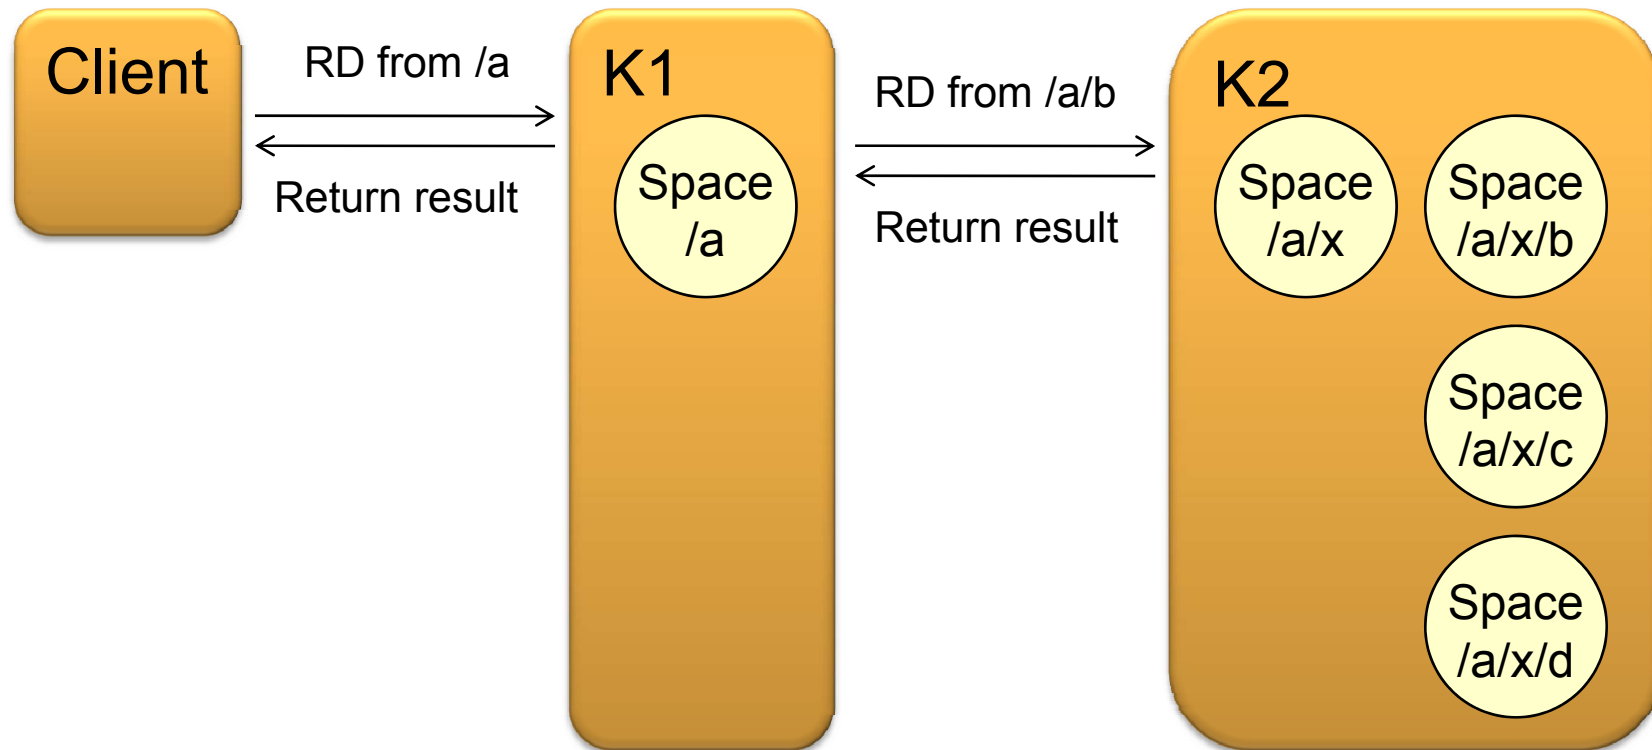 Client
RD from /a
Return result
K1
Space
/a
RD from /a/b
Return result
K2
Space
/a/x
Space
/a/x/b
Space
/a/x/c
Space
/a/x/d